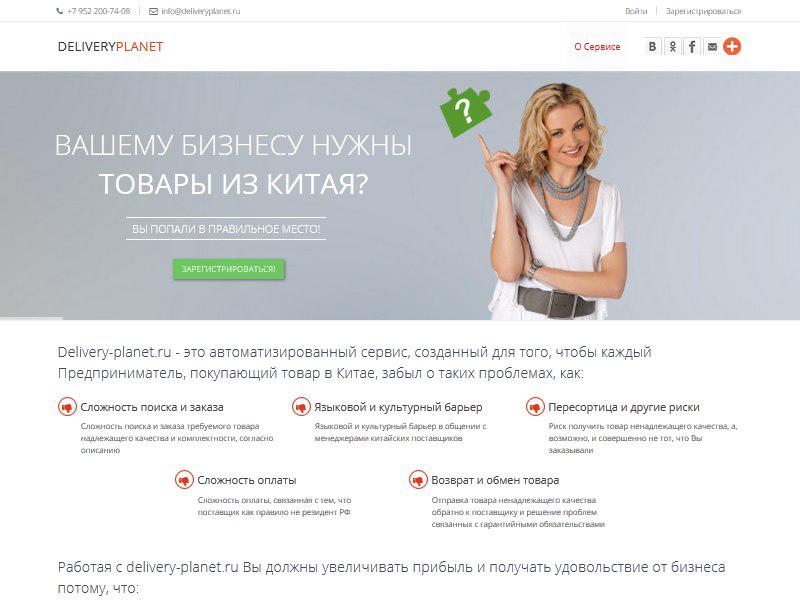 +7 952 200-74-08
info@deliveryplanet.ru
Войти
Зарегистрироваться
DELIVERYPLANET
О Сервисе
?
ВАШЕМУ БИЗНЕСУ НУЖНЫ
ТОВАРЫ ИЗ КИТАЯ?
ВЫ ПОПАЛИ В ПРАВИЛЬНОЕ МЕСТО!
ЗАРЕГИСТРИРОВАТЬСЯ!
Delivery-planet.ru - это автоматизированный сервис, созданный для того, чтобы каждый
Предприниматель, покупающий товар в Китае, забыл о таких проблемах, как:
Сложность поиска и заказа
Сложность поиска и заказа требуемого товара
надлежащего качества и комплектности, согласно
описанию
Языковой и культурный барьер
Языковой и культурный барьер в общении с
менеджерами китайских поставщиков
Пересортица и другие риски
Риск получить товар ненадлежащего качества, а,
возможно, и совершенно не тот, что Вы
заказывали
Сложность оплаты
Сложность оплаты, связанная с тем, что
поставщик как правило не резидент РФ
Возврат и обмен товара
Отправка товара ненадлежащего качества
обратно к поставщику и решение проблем
связанных с гарантийными обязательствами
Работая с delivery-planet.ru Вы должны увеличивать прибыль и получать удовольствие от бизнеса
потому, что: